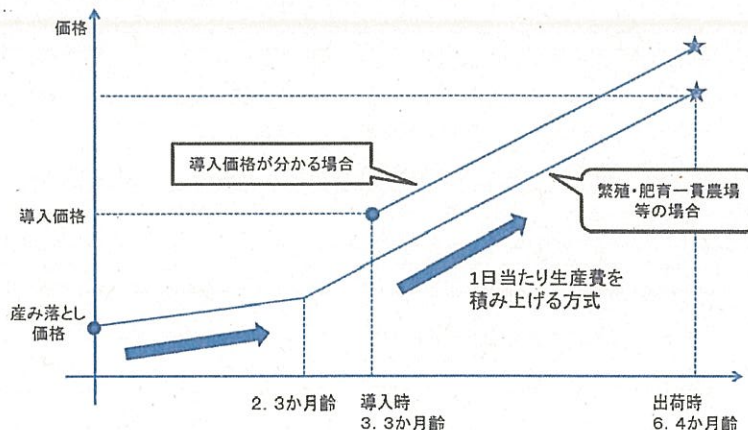 価格
導入価格が分かる場合
繁殖・肥育一貫農場
等の場合
導入価格
1日当たり生産費を
積み上げる方式
産み落とし
価格
2. 3か月齢
導入時
3. 3か月齢
出荷時
6. 4か月齢